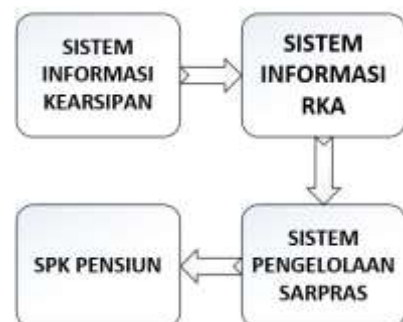 SISTEM
INFORMASI
KEARSIPAN
SISTEM
INFORMASI
RKA
SISTEM
PENGELOLAAN
SARPRAS
SPK PENSIUN